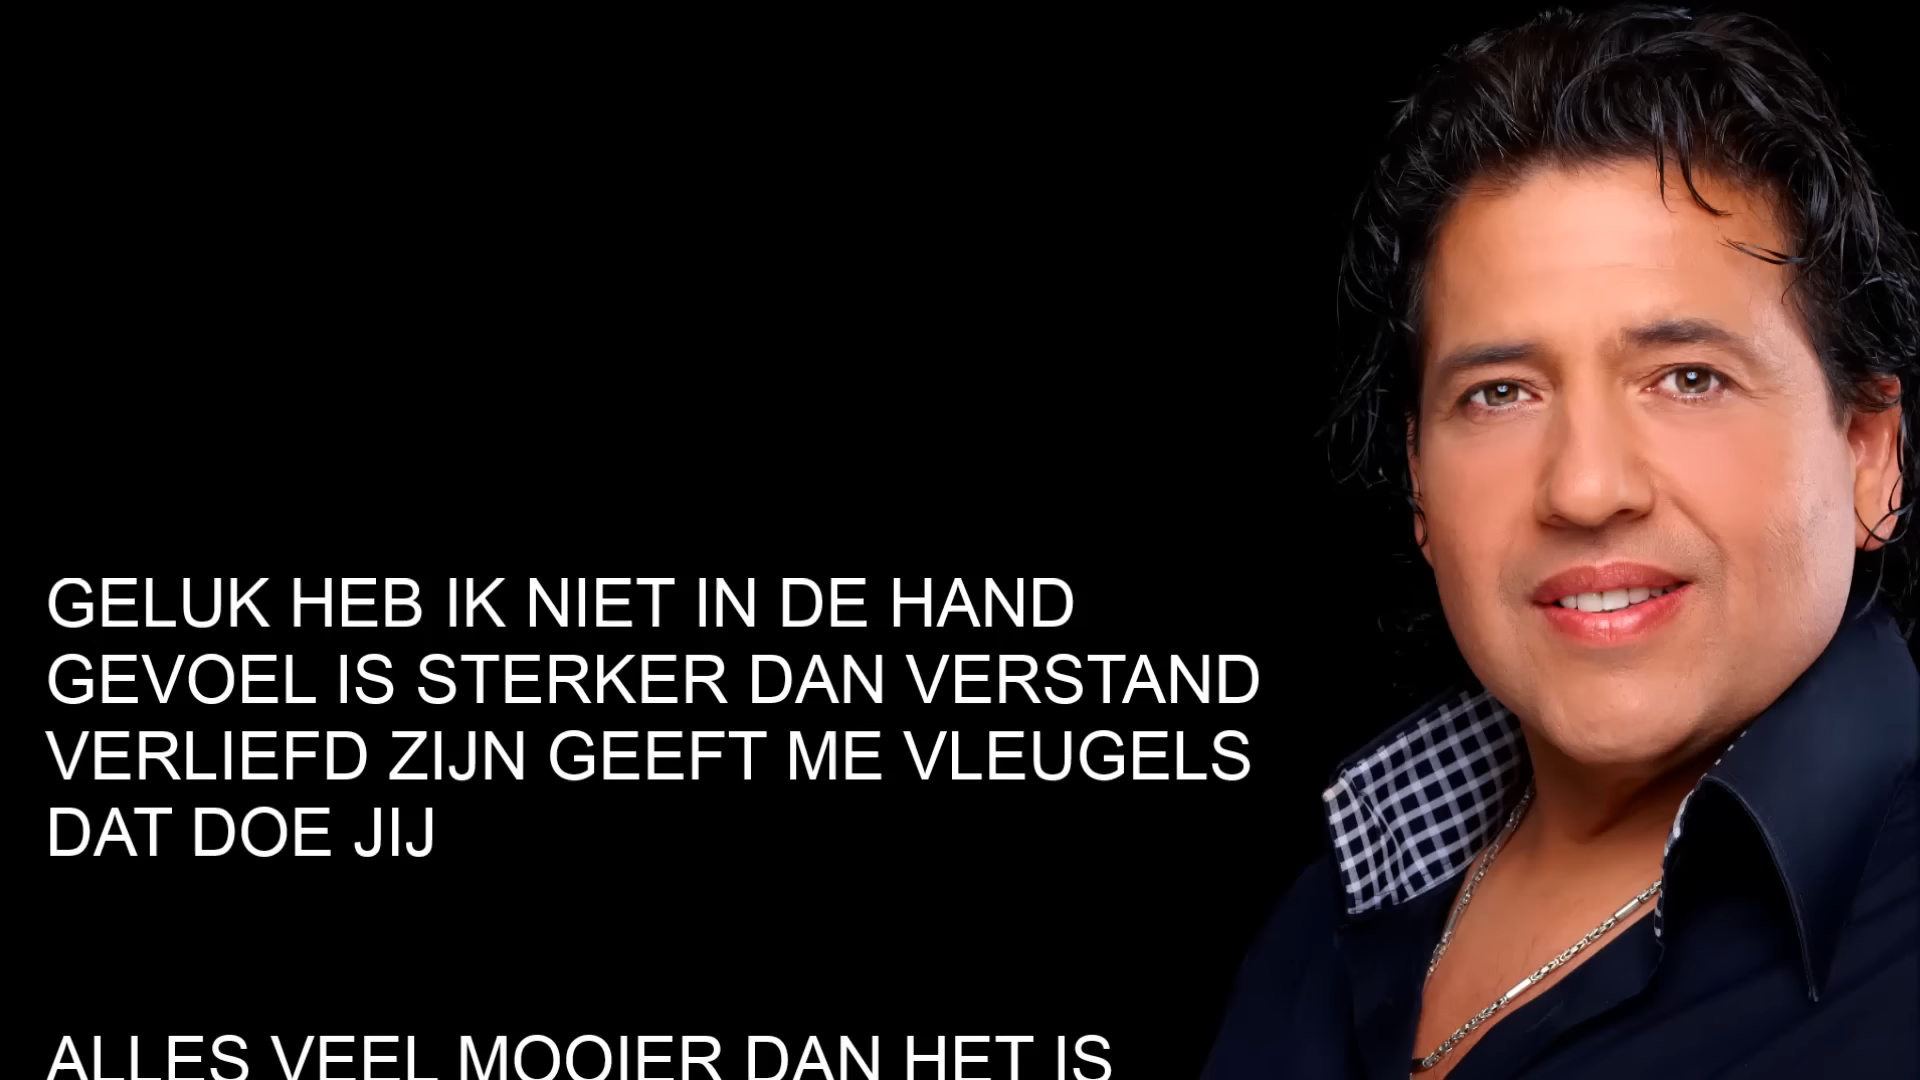 GELUK HEB IK NIET IN DE HAND
GEVOEL IS STERKER DAN VERSTAND
VERLIEFD ZIJN GEEFT ME VLEUGELS
DAT DOE JIJ
ALLES VEEL MOOIER DAN HET IS